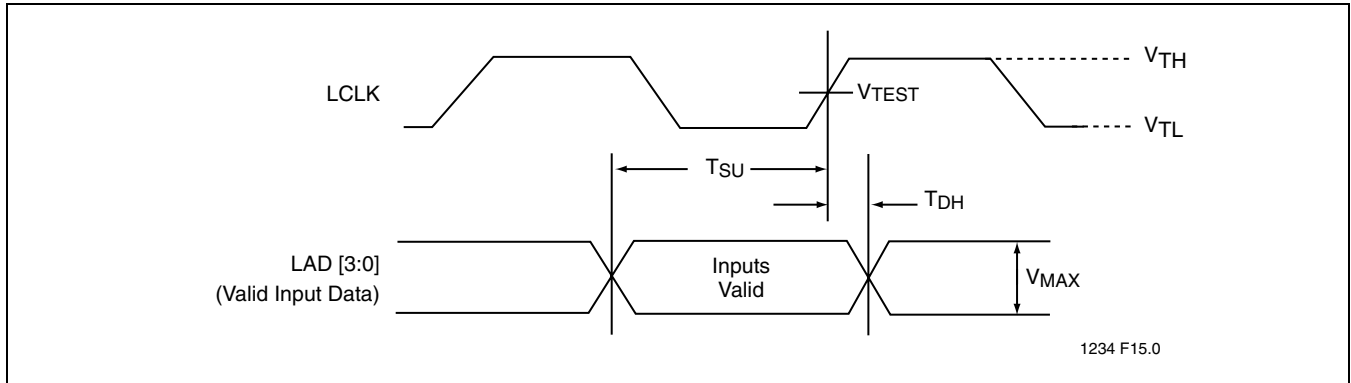 VTH
LCLK
VTEST
VTL
TSU
TDH
LAD [3:0]
(Valid Input Data)
Inputs
Valid
VMAX
1234 F15.0